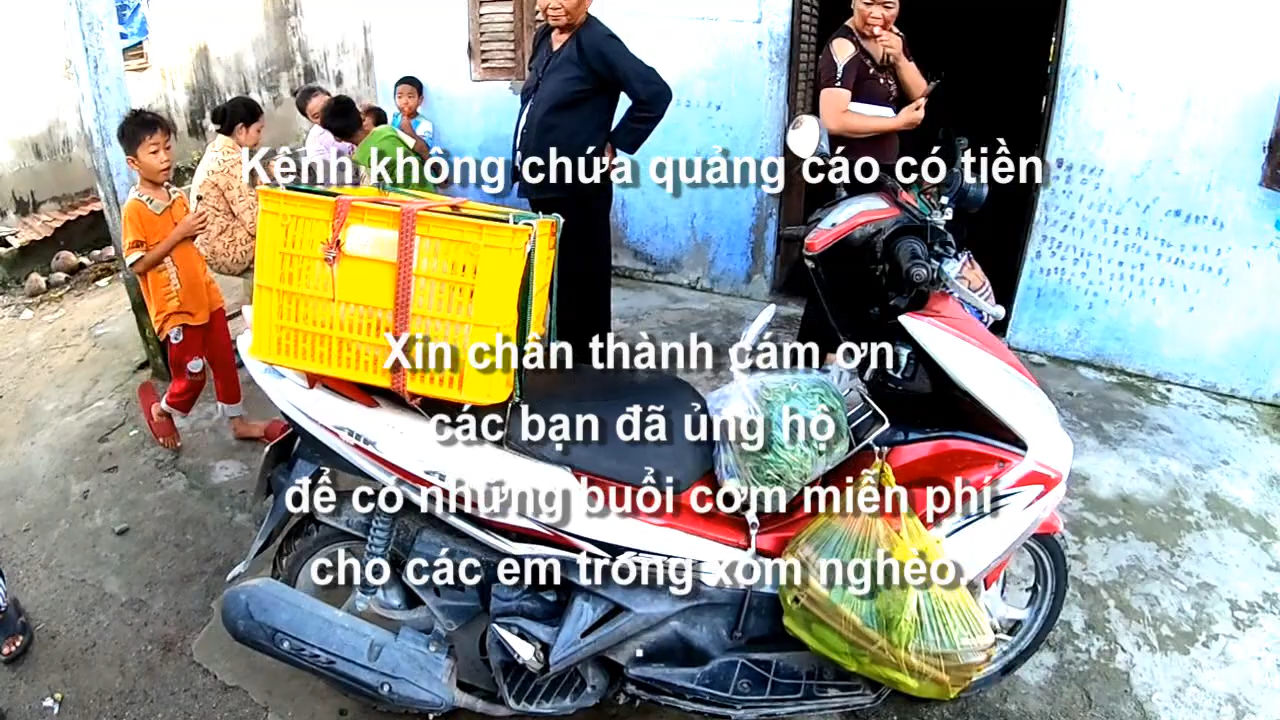 Kênh không chứa quảng cáo có tiền
Xin chân thành cám ơn
các bạn đã ủng hộ
để có những buổi cơm miễn phí
cho các em trong xóm nghèo.
.